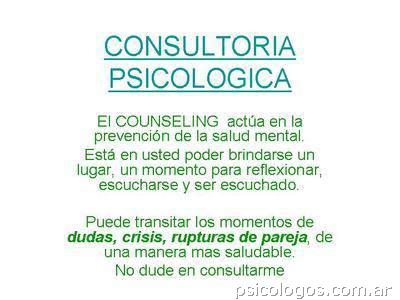 CONSULTORIA
PSICOLOGICA
El COUNSELING actúa en la
prevención de la salud mental.
Está en usted poder brindarse un
lugar, un momento para reflexionar,
escucharse y ser escuchado.
Puede transitar los momentos de
dudas, crisis, rupturas de pareja, de
una manera mas saludable.
No dude en consultarme
psicologos.com.ar